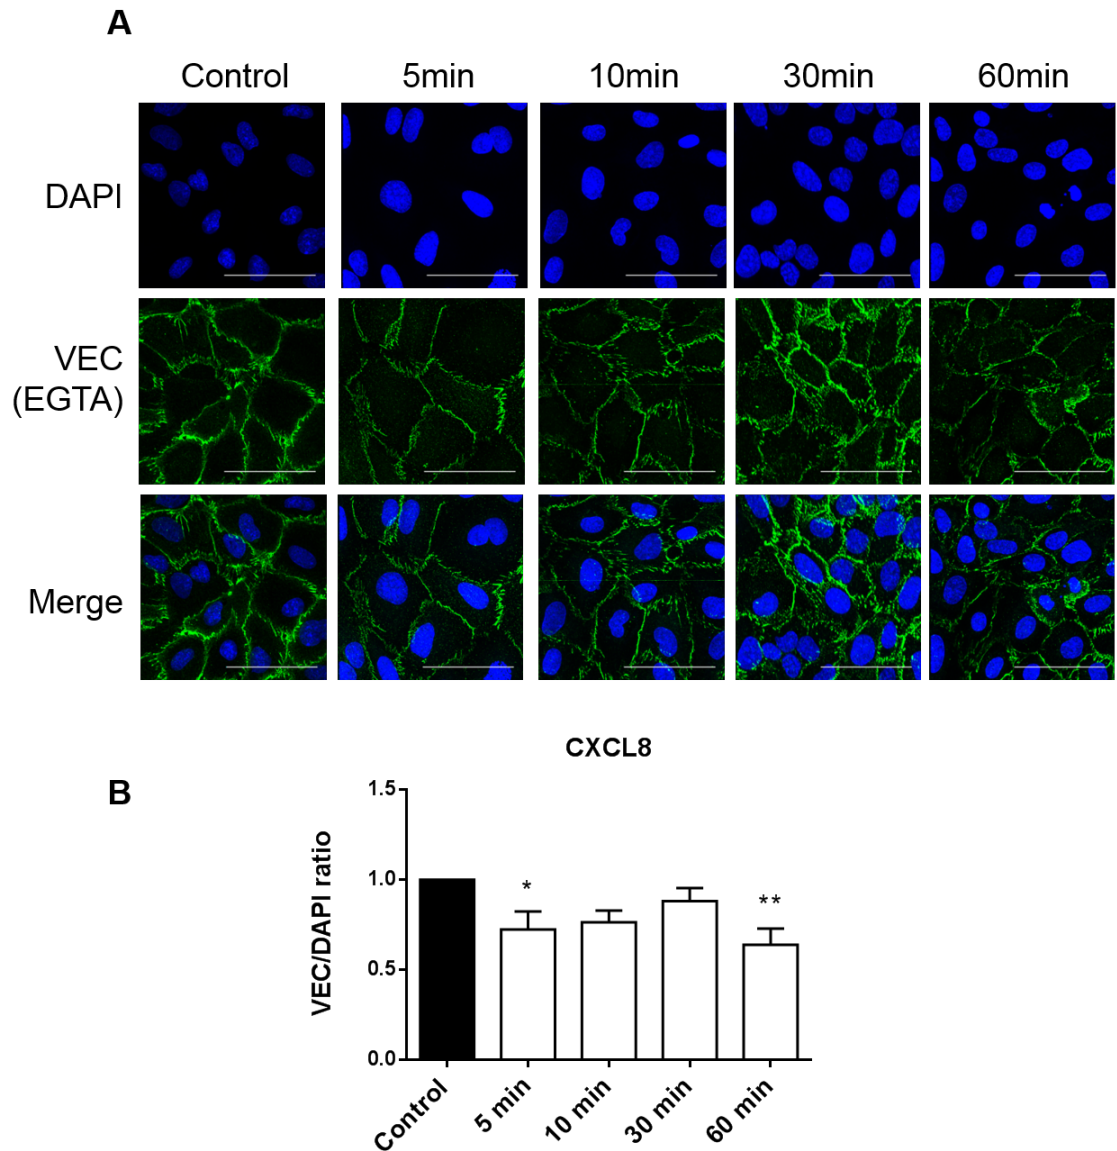 A
Control 5min 10min 30min 60min
DAPI
VEC
(EGTA)
Merge
CXCL8
B
VEC/DAPI ratio
1.5
1.0
0.5
0.0
*
**
Control
5 min
10 min
30 min
60 min